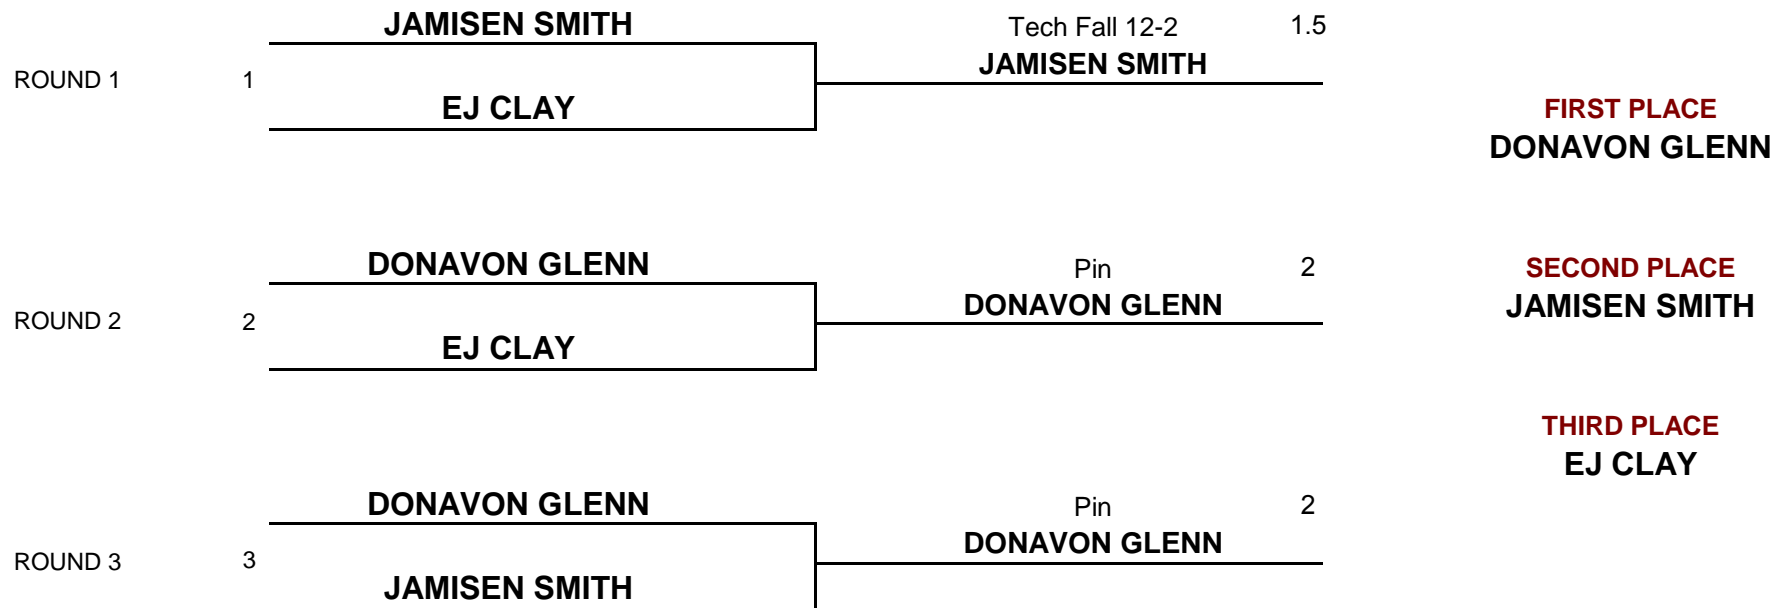 JAMISEN SMITH
Tech Fall 12-2 1.5
JAMISEN SMITH
ROUND 1 1
EJ CLAY
FIRST PLACE
DONAVON GLENN
DONAVON GLENN
Pin 2
DONAVON GLENN
SECOND PLACE
JAMISEN SMITH
ROUND 2 2
EJ CLAY
THIRD PLACE
EJ CLAY
DONAVON GLENN
Pin 2
DONAVON GLENN
ROUND 3 3
JAMISEN SMITH